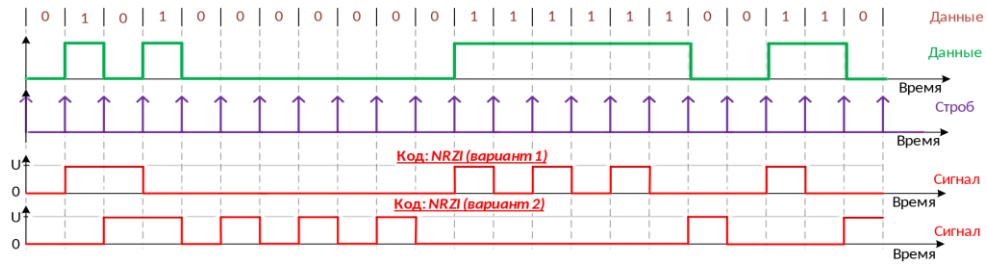 0 1 0 1 0 0 0 0 0 0 0 1 1 1 1 1 1 0 0 1 1 0 Данные
Данные
Время
Строб
Время
Код: NRZI (вариант 1)
U
0
Сигнал
Код: NRZI (вариант 2)
U
0
Сигнал
Время